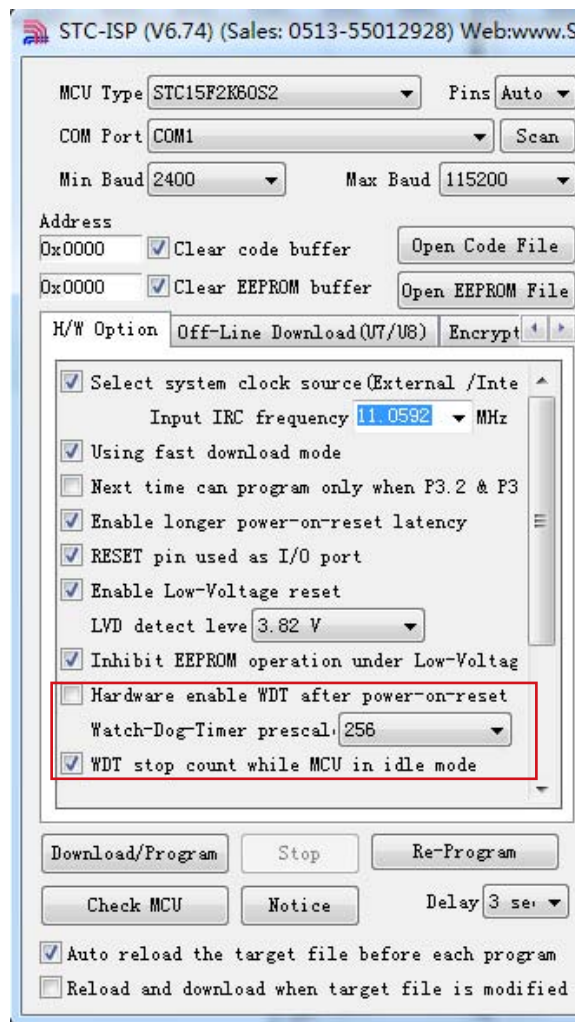 STC-ISP (V6.74) (Sales: 0513-55012928) Web:www.S
MCU Type STC15F2K60S2 Pins Auto
COM Port COM1 Scan
Min Baud 2400 Max Baud 115200
Address
0x0000 Clear code buffer Open Code File
0x0000 Clear EEPROM buffer Open EEPROM File
H/W Option Off-Line Download(U7/U8) Encrypt
Select system clock source(External /Inte
Input IRC frequency 11.0592 MHz
Using fast download mode
Next time can program only when P3.2 & P3
Enable longer power-on-reset latency
RESET pin used as I/O port
Enable Low-Voltage reset
LVD detect leve 3.82 V
Inhibit EEPROM operation under Low-Voltag
Hardware enable WDT after power-on-reset
Watch-Dog-Timer prescal 256
WDT stop count while MCU in idle mode
Download/Program Stop Re-Program
Check MCU Notice Delay 3 se
Auto reload the target file before each program
Reload and download when target file is modified